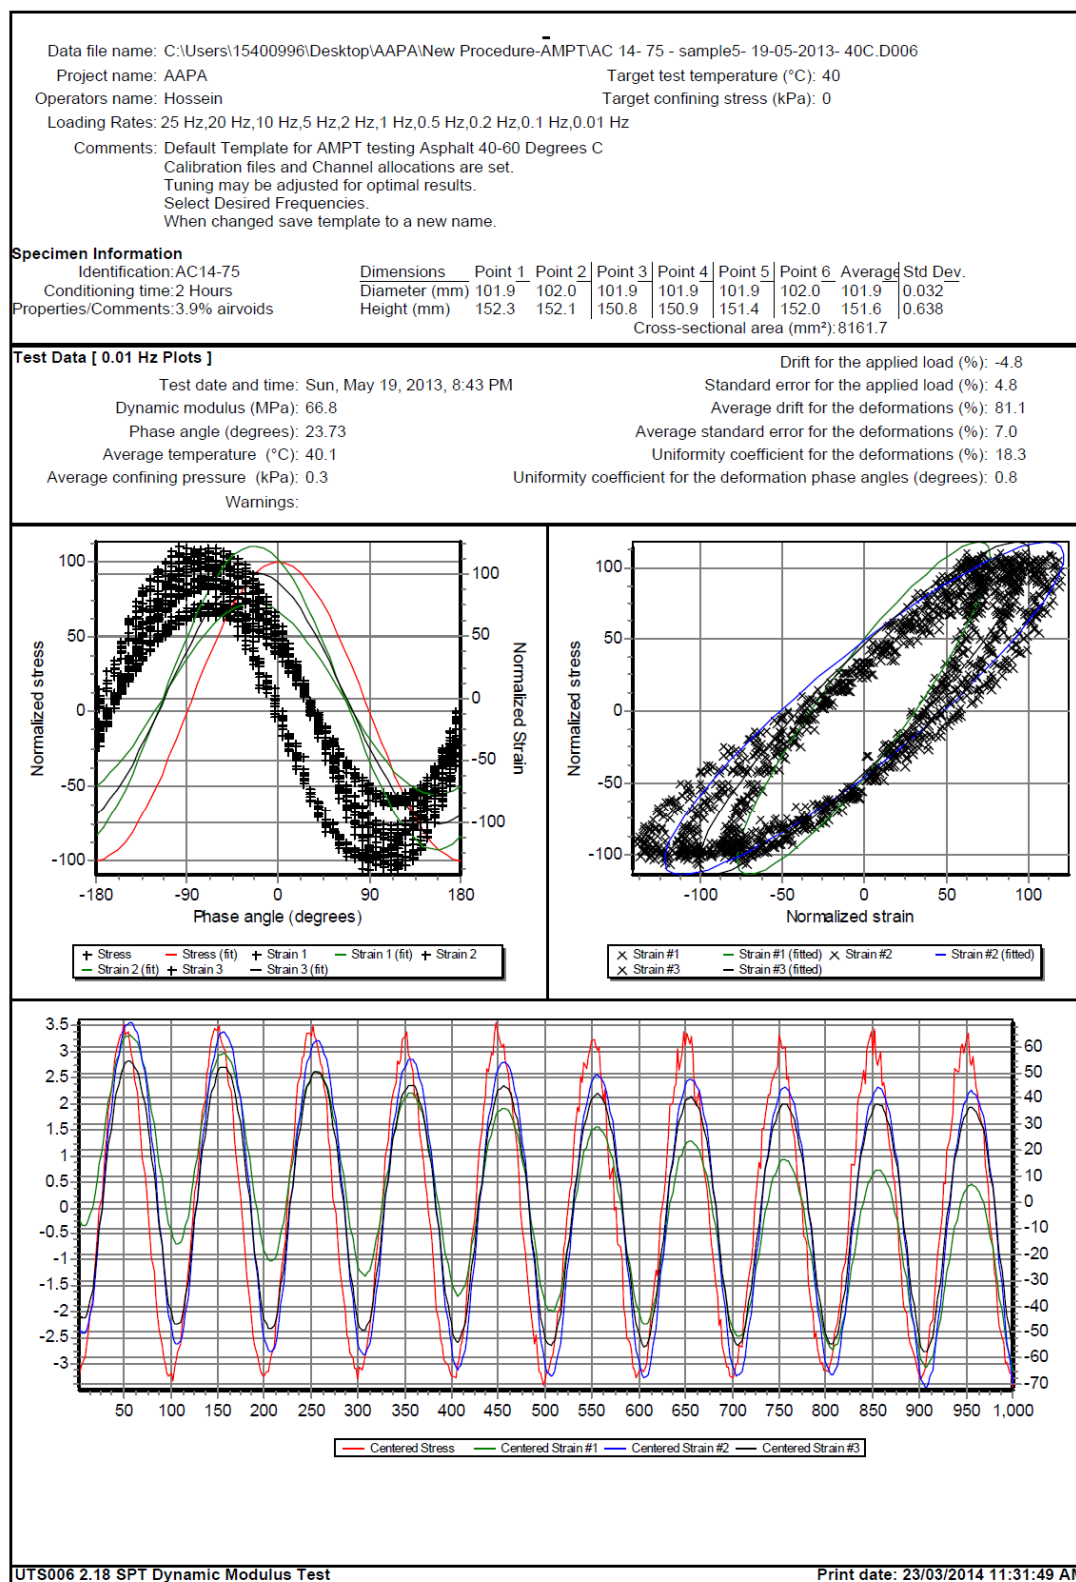 Data file name: C:\Users\15400996\Desktop\AAPA\New Procedure-AMPT\AC 14- 75 - sample5- 19-05-2013- 40C.D006
Project name: AAPA Target test temperature (°C): 40
Operators name: Hossein Target confining stress (kPa): 0
Loading Rates: 25 Hz,20 Hz,10 Hz,5 Hz,2 Hz,1 Hz,0.5 Hz,0.2 Hz,0.1 Hz,0.01 Hz
Comments: Default Template for AMPT testing Asphalt 40-60 Degrees C
Calibration files and Channel allocations are set.
Tuning may be adjusted for optimal results.
Select Desired Frequencies.
When changed save template to a new name.
Specimen Information
Identification:AC14-75 Dimensions Point 1 Point 2 Point 3 Point 4 Point 5 Point 6 Average Std Dev.
Conditioning time:2 Hours Diameter (mm) 101.9 102.0 101.9 101.9 101.9 102.0 101.9 0.032
Properties/Comments:3.9% airvoids Height (mm) 152.3 152.1 150.8 150.9 151.4 152.0 151.6 0.638
Cross-sectional area (mm²):8161.7
Test Data [ 0.01 Hz Plots ] Drift for the applied load (%): -4.8
Test date and time: Sun, May 19, 2013, 8:43 PM Standard error for the applied load (%): 4.8
Dynamic modulus (MPa): 66.8 Average drift for the deformations (%): 81.1
Phase angle (degrees): 23.73 Average standard error for the deformations (%): 7.0
Average temperature (°C): 40.1 Uniformity coefficient for the deformations (%): 18.3
Average confining pressure (kPa): 0.3 Uniformity coefficient for the deformation phase angles (degrees): 0.8
Warnings:
Normalized stress
100
50
0
-50
-100
100
50
0
-50
-100
Normalized Strain
-180 -90 0 90 180
Phase angle (degrees)
Stress Stress (fit) Strain 1 Strain 1 (fit) Strain 2
Strain 2 (fit) Strain 3 Strain 3 (fit)
Normalized stress
100
50
0
-50
-100
-100 -50 0 50 100
Normalized strain
Strain #1 Strain #1 (fitted) Strain #2 Strain #2 (fitted)
Strain #3 Strain #3 (fitted)
3.5
3
2.5
2
1.5
1
0.5
0
-0.5
-1
-1.5
-2
-2.5
-3
60
50
40
30
20
10
0
-10
-20
-30
-40
-50
-60
-70
50 100 150 200 250 300 350 400 450 500 550 600 650 700 750 800 850 900 950 1,000
Centered Stress Centered Strain #1 Centered Strain #2 Centered Strain #3
UTS006 2.18 SPT Dynamic Modulus Test Print date: 23/03/2014 11:31:49 AM